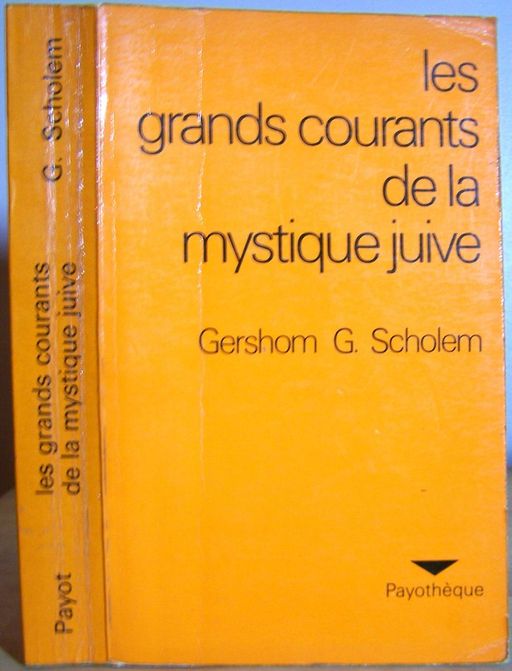 les
grands courants
de la
mystique juive
Gershom G. Scholem
Payothèque
G. Scholem
les grands courants
de la mystique juive
Payot